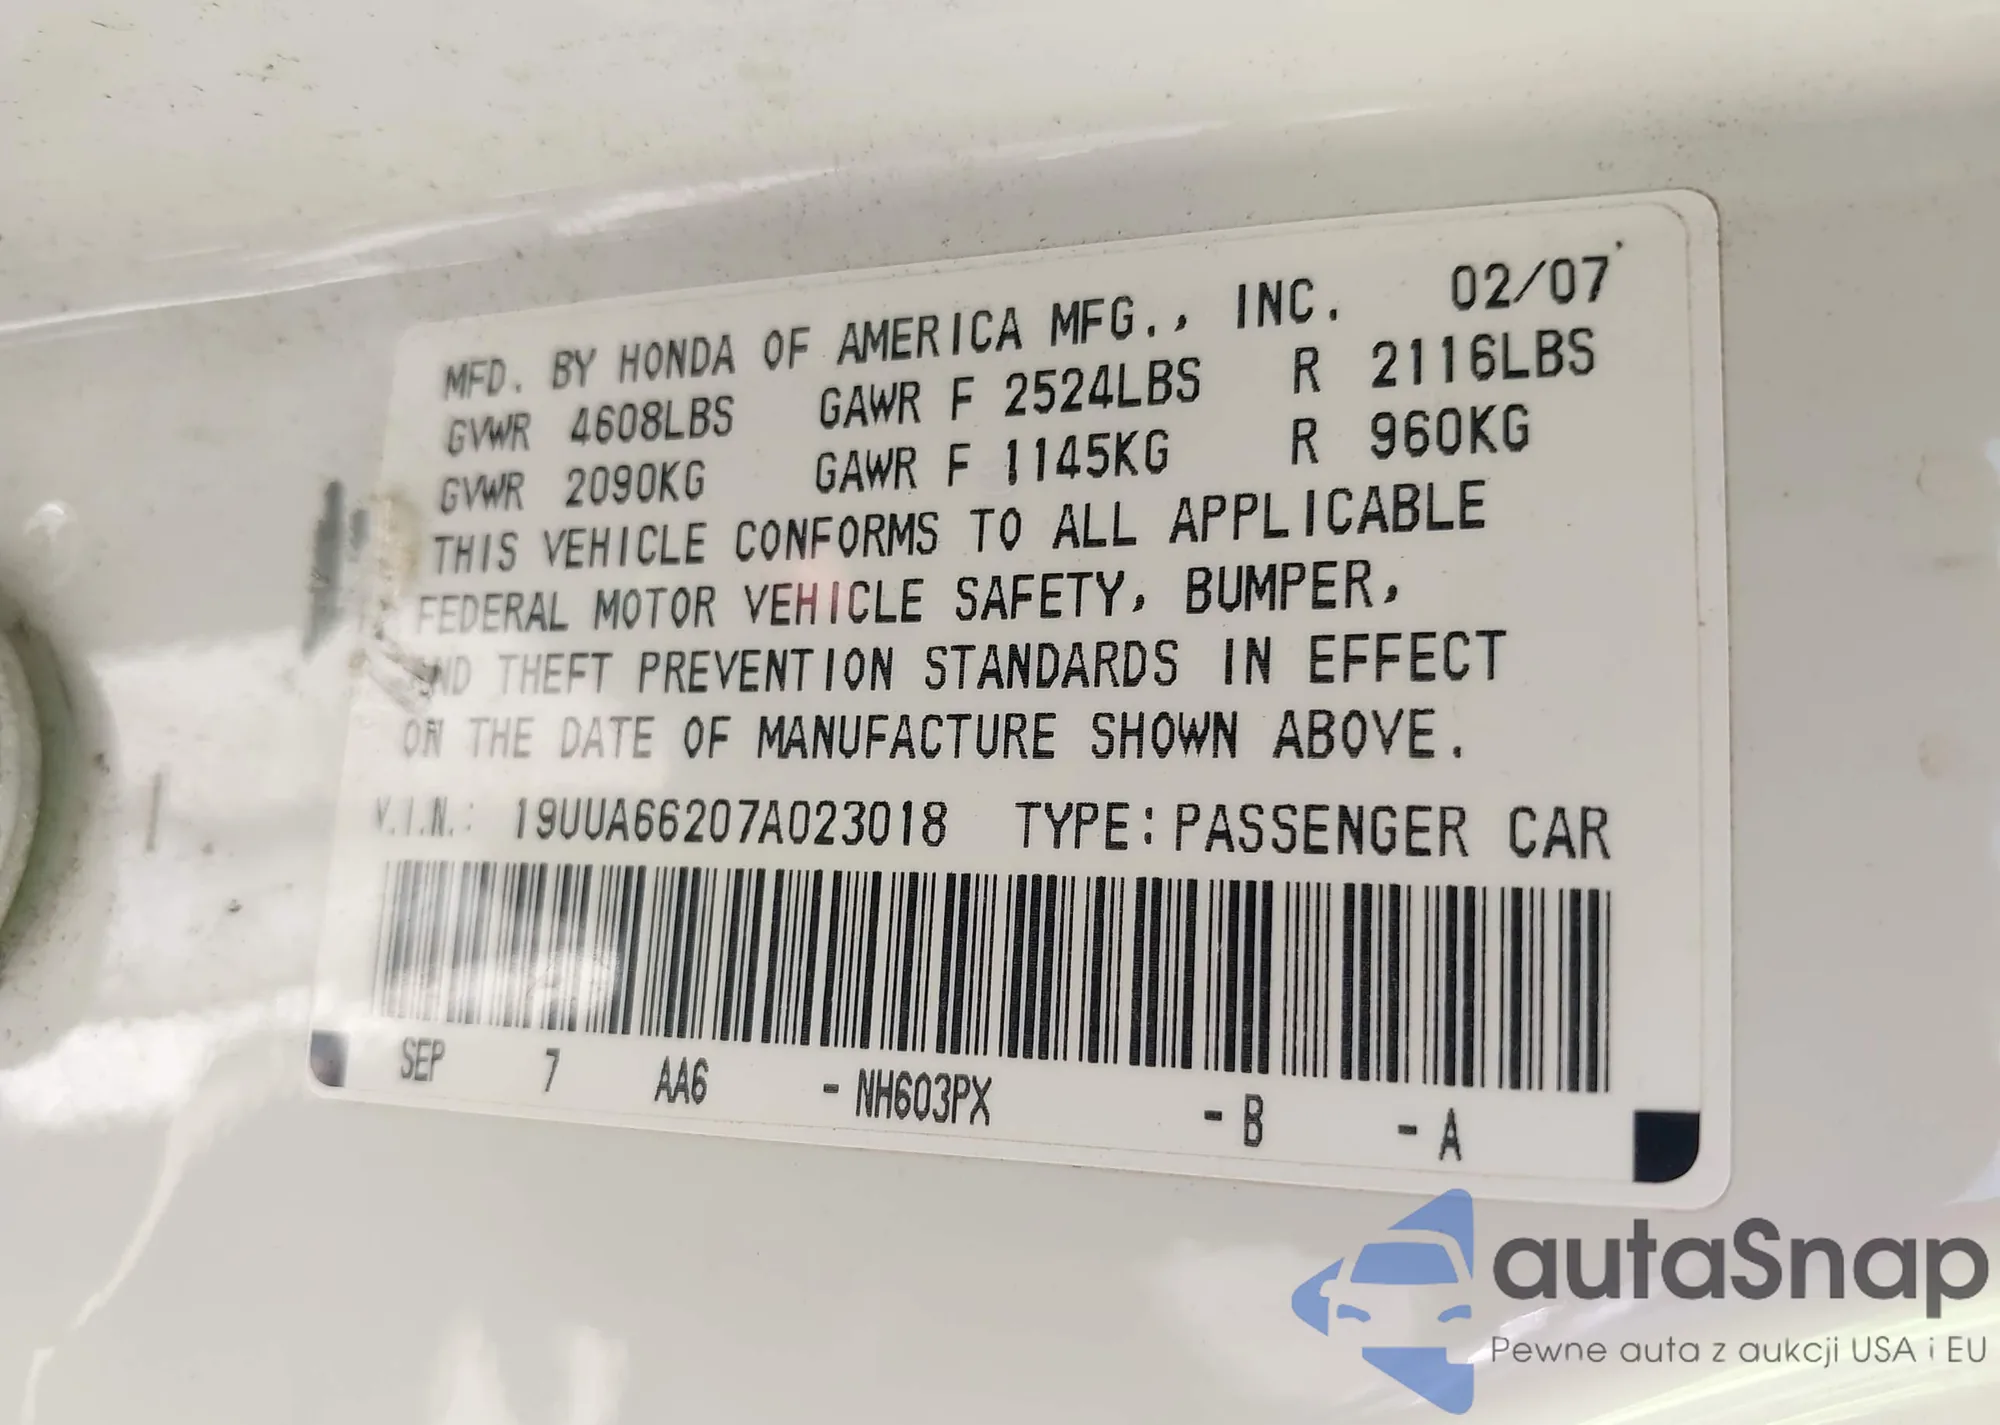 MFD. BY HONDA OF AMERICA MFG., INC. 02/07
GVWR 4608LBS GAWR F 2524LBS R 2116LBS
GVWR 2090KG GAWR F 1145KG R 960KG
THIS VEHICLE CONFORMS TO ALL APPLICABLE
FEDERAL MOTOR VEHICLE SAFETY, BUMPER,
AND THEFT PREVENTION STANDARDS IN EFFECT
ON THE DATE OF MANUFACTURE SHOWN ABOVE.
V.I.N.: 19UUA66207A023018 TYPE: PASSENGER CAR
SEP 7 AA6 - NH603PX - B - A
autaSnap
Pewne auta z aukcji USA i EU